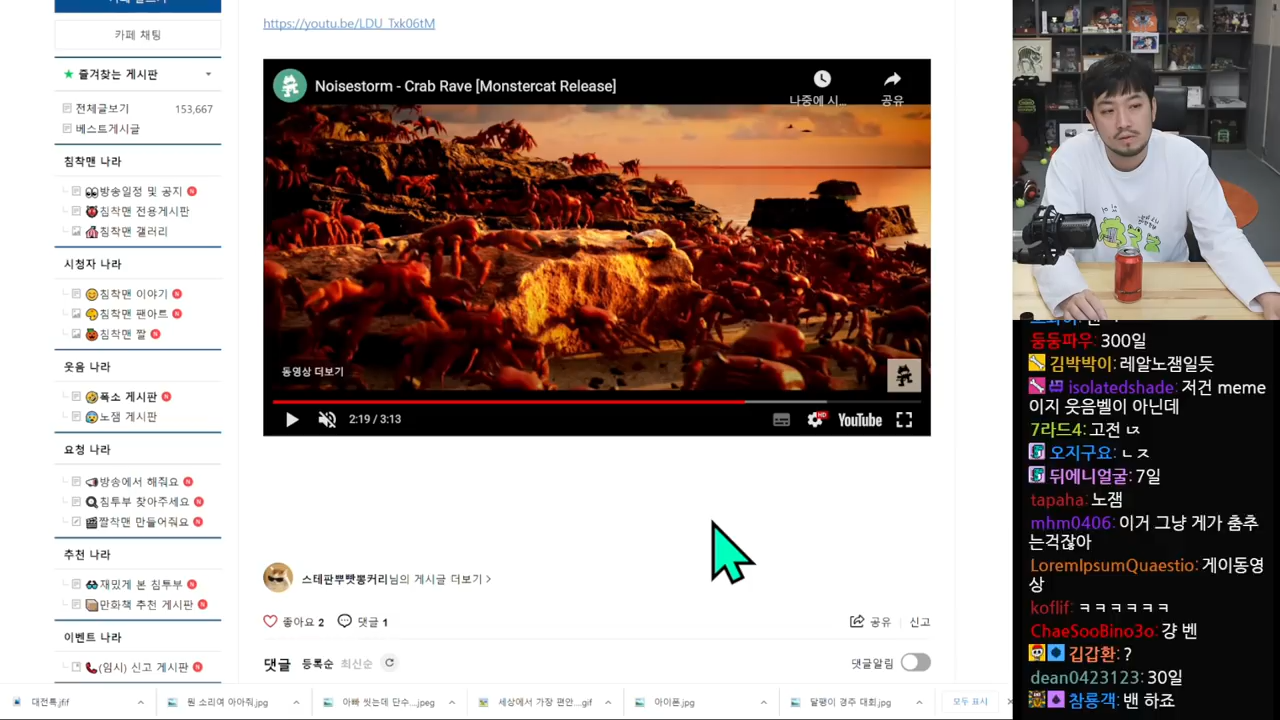 https://youtu.be/LDU_Txk06tM
카페 채팅
즐겨찾는 게시판
전체글보기 153,667
베스트게시글
침착맨 나라
방송일정 및 공지
침착맨 전용게시판
침착맨 갤러리
시청자 나라
침착맨 이야기
침착맨 팬아트
침착맨 짤
웃음 나라
폭소 게시판
노잼 게시판
요청 나라
방송에서 해줘요
침투부 찾아주세요
짤착맨 만들어줘요
추천 나라
재밌게 본 침투부
만화책 추천 게시판
이벤트 나라
(임시) 신고 게시판
Noisestorm - Crab Rave [Monstercat Release]
나중에 시...
공유
동영상 더보기
2:19 / 3:13
HD
YouTube
스테판뿌빳뽕커리님의 게시글 더보기
좋아요 2 댓글 1
공유 신고
댓글 등록순 최신순
댓글알림
둠둠파우: 300일
김박박이: 레알노잼일듯
isolatedshade: 저건 meme
이지 웃음벨이 아닌데
7라드4: 고전 ㄴㅈ
오지구요: ㄴㅈ
뒤에니얼굴: 7일
tapaha: 노잼
mhm0406: 이거 그냥 게가 춤추
는걱잖아
LoremIpsumQuaestio: 게이동영
상
koflif: ㅋㅋㅋㅋㅋㅋ
ChaeSooBino3o: 걍 벤
김갑환: ?
dean0423123: 30일
참룡객: 밴 하죠
대전특.jfif
뭔 소리여 아아줘.jpg
아빠 씻는데 단수...jpeg
세상에서 가장 편안....gif
아이폰.jpg
달팽이 경주 대회.jpg
모두 표시